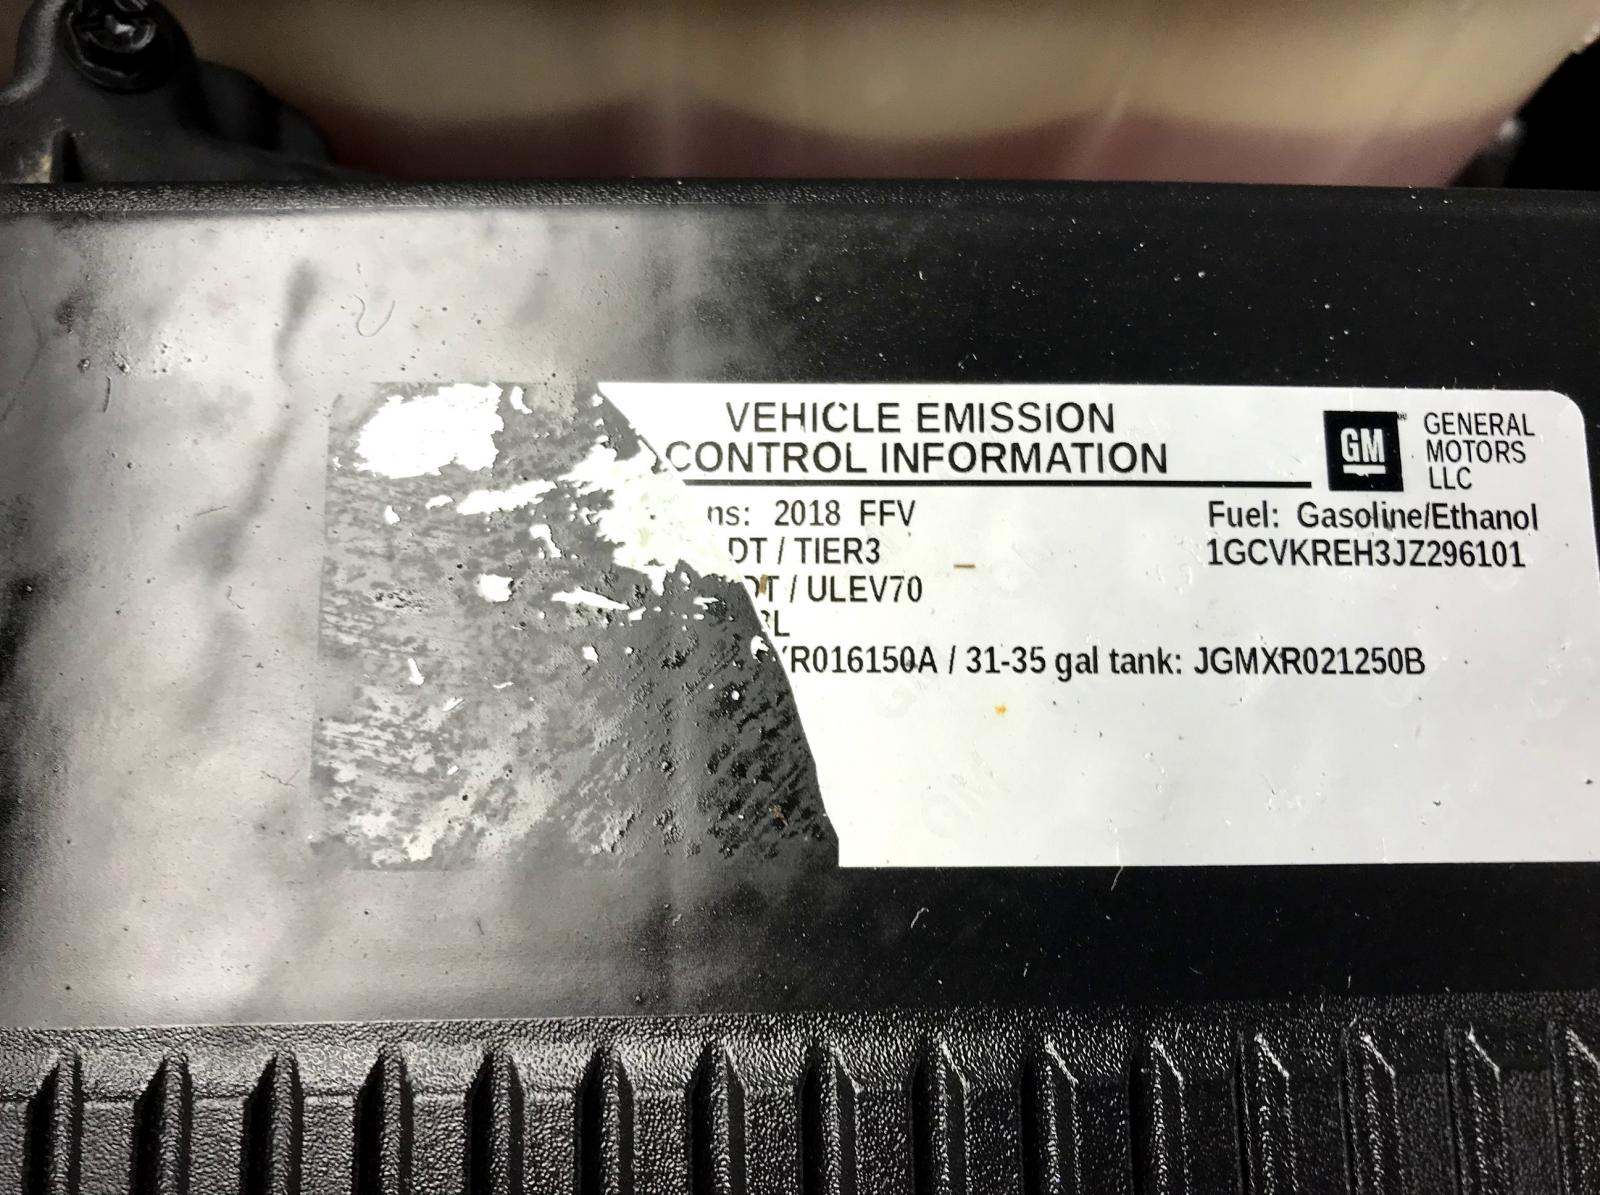 VEHICLE EMISSION
CONTROL INFORMATION
GM
GENERAL
MOTORS
LLC
ns: 2018 FFV
Fuel: Gasoline/Ethanol
DT / TIER3
1GCVKREH3JZ296101
DT / ULEV70
L
R016150A / 31-35 gal tank: JGMXR021250B